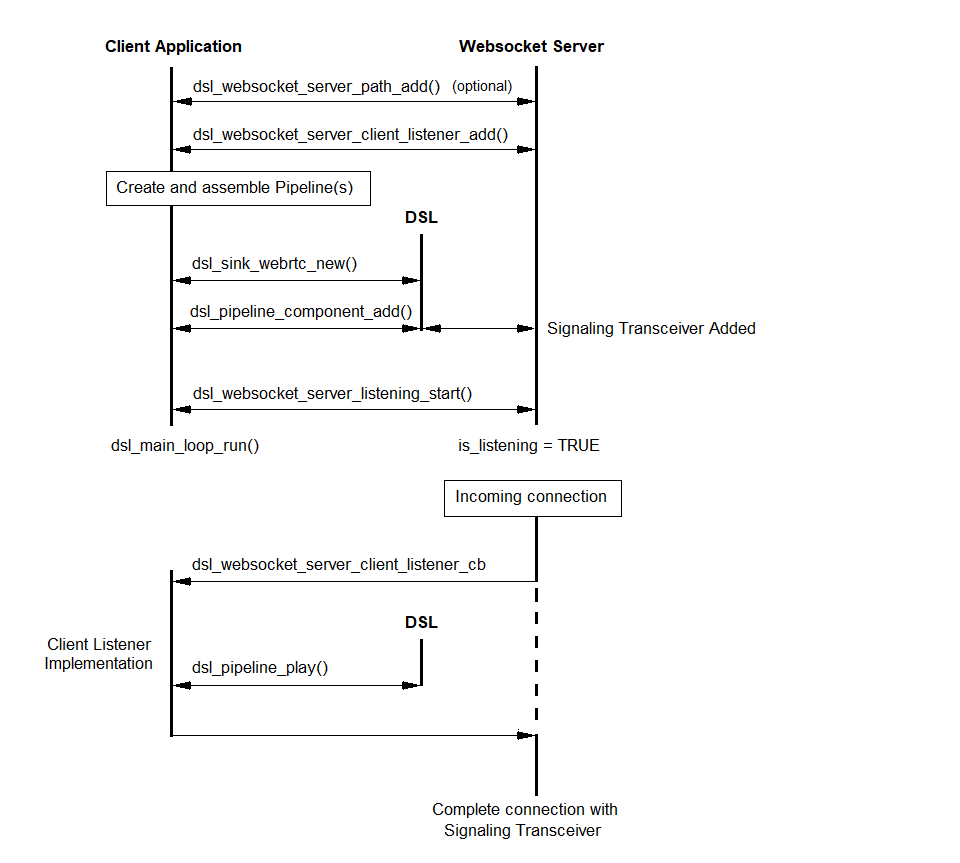 Client Application
Websocket Server
dsl_websocket_server_path_add() (optional)
dsl_websocket_server_client_listener_add()
Create and assemble Pipeline(s)
DSL
dsl_sink_webrtc_new()
dsl_pipeline_component_add()
Signaling Transceiver Added
dsl_websocket_server_listening_start()
dsl_main_loop_run()
is_listening = TRUE
Incoming connection
dsl_websocket_server_client_listener_cb
DSL
Client Listener
Implementation
dsl_pipeline_play()
Complete connection with
Signaling Transceiver